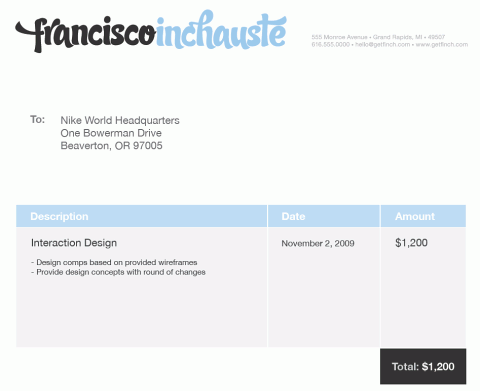 franciscoinchauste
555 Monroe Avenue • Grand Rapids, MI • 49507
616.555.0000 • hello@getfinch.com • www.getfinch.com
To: Nike World Headquarters
One Bowerman Drive
Beaverton, OR 97005
Description Date Amount
Interaction Design November 2, 2009 $1,200
- Design comps based on provided wireframes
- Provide design concepts with round of changes
Total: $1,200